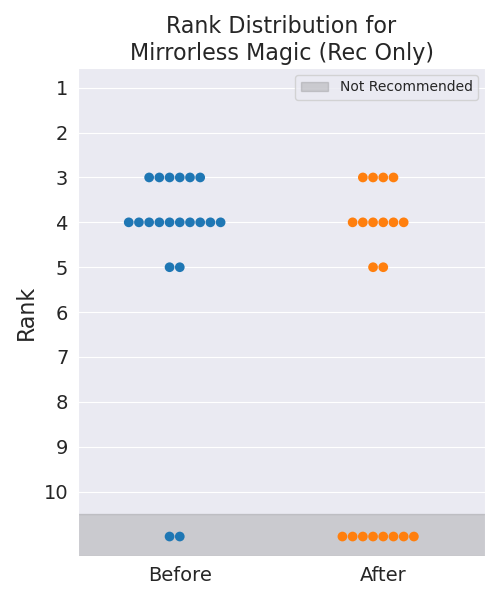 Rank Distribution for
Mirrorless Magic (Rec Only)
Not Recommended
1
2
3
4
5
6
7
8
9
10
Rank
Before
After